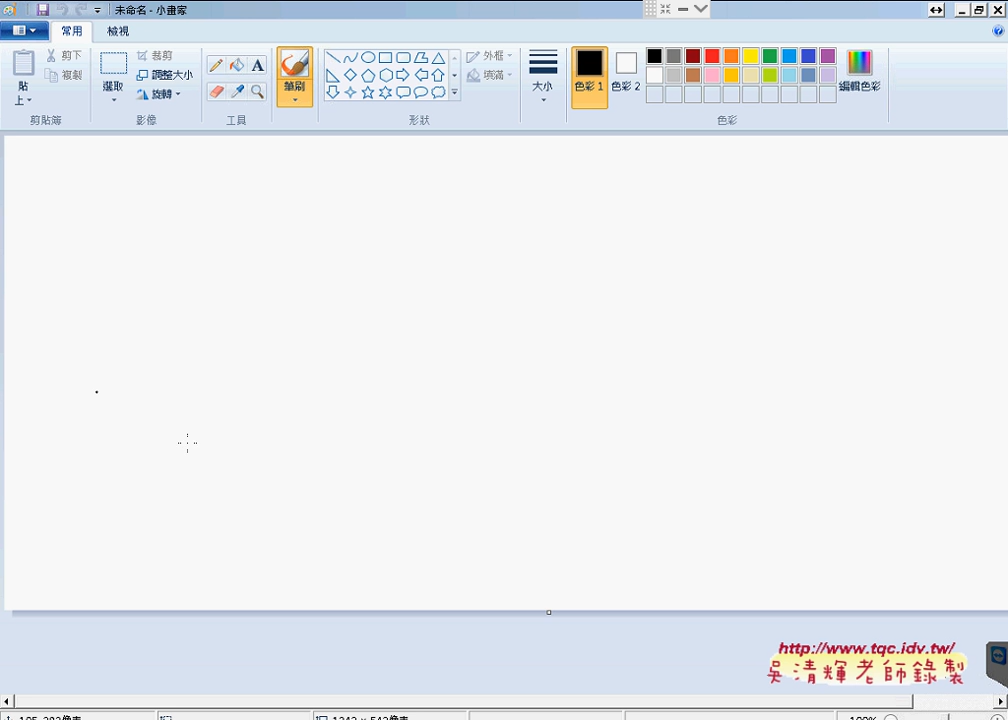 未命名 - 小畫家
常用 檢視
貼上
剪下
複製
剪貼簿
選取
裁剪
調整大小
旋轉
影像
A
工具
筆刷
外框
填滿
形狀
大小
色彩 1
色彩 2
編輯色彩
色彩
http://www.tqc.idv.tw/
吳清輝老師錄製
100%